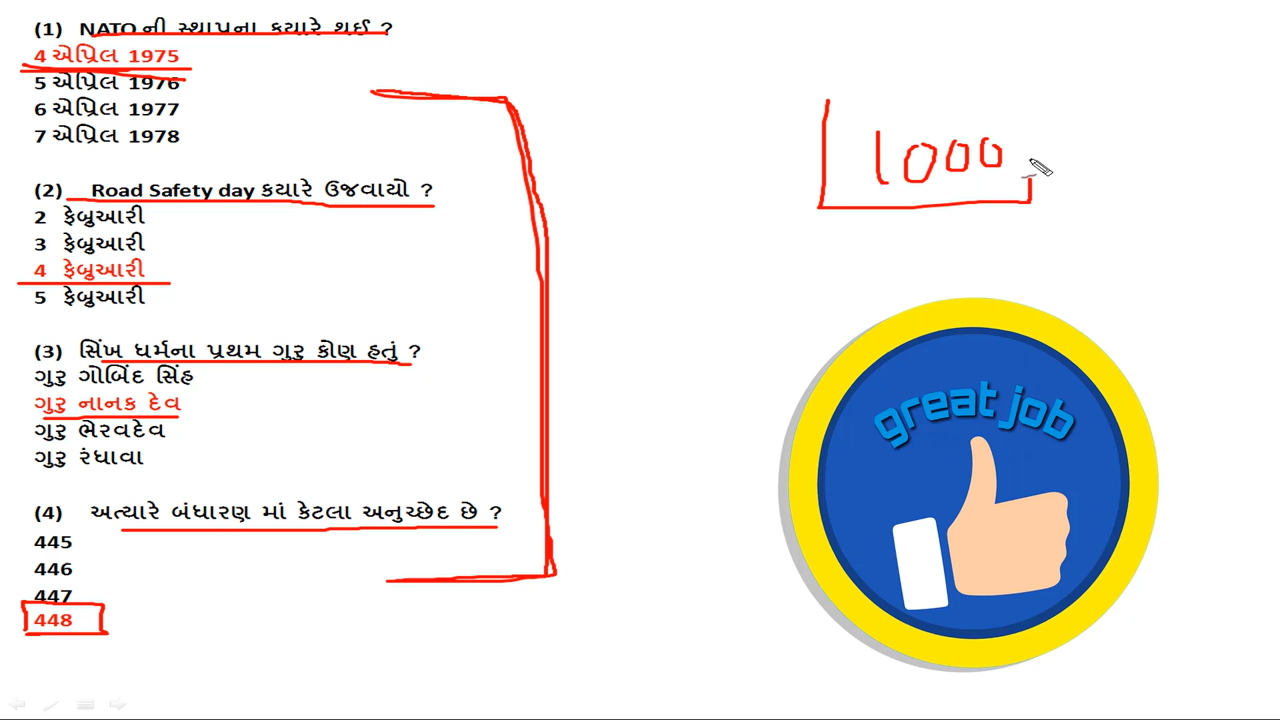 (1) NATO ની સ્થાપના કયારે થઈ ?
4 એપ્રિલ 1975
5 એપ્રિલ 1976
6 એપ્રિલ 1977
7 એપ્રિલ 1978
(2) Road Safety day કયારે ઉજવાયો ?
2 ફેબ્રુઆરી
3 ફેબ્રુઆરી
4 ફેબ્રુઆરી
5 ફેબ્રુઆરી
(3) સિંખ ધર્મના પ્રથમ ગુરુ કોણ હતું ?
ગુરુ ગોબિંદ સિંહ
ગુરુ નાનક દેવ
ગુરુ ભૈરવદેવ
ગુરુ રંધાવા
(4) અત્યારે બંધારણ માં કેટલા અનુચ્છેદ છે ?
445
446
447
448
1000
great job